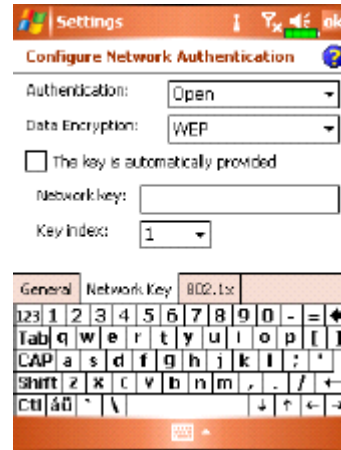 Settings ok
Configure Network Authentication ?
Authentication: Open
Data Encryption: WEP
The key is automatically provided
Network key:
Key index: 1
General Network Key 802.1x
123 1 2 3 4 5 6 7 8 9 0 - =
Tab q w e r t y u i o p [ ]
CAP a s d f g h j k l ; '
Shift z x c v b n m , . /
Ctl áü ` \